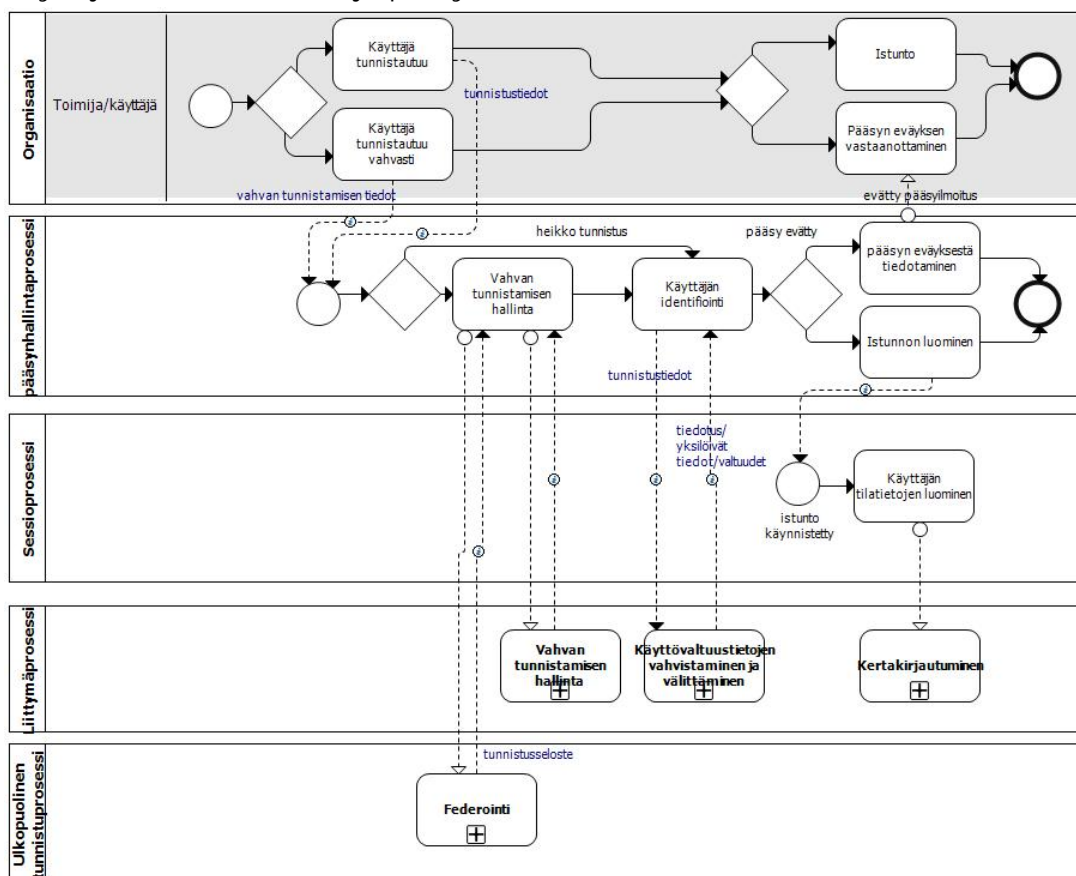 Organisaatio
Toimija/käyttäjä
Käyttäjä
tunnistautuu
Käyttäjä
tunnistautuu
vahvasti
tunnistustiedot
vahvan tunnistamisen tiedot
Istunto
Pääsyn eväyksen
vastaanottaminen
evätty pääsyilmoitus
pääsynhallintaprosessi
heikko tunnistus
pääsy evätty
Vahvan
tunnistamisen
hallinta
Käyttäjän
identifiointi
pääsyn eväyksestä
tiedotaminen
Istunnon luominen
tunnistustiedot
Sessioprosessi
tiedotus/
yksilöivät
tiedot/valtuudet
istunto
käynnistetty
Käyttäjän
tilatietojen luominen
Liittymäprosessi
Vahvan
tunnistamisen
hallinta
Käyttövaltuustietojen
vahvistaminen ja
välittäminen
Kertakirjautuminen
Ulkopuolinen
tunnistuprosessi
tunnistusseloste
Federointi